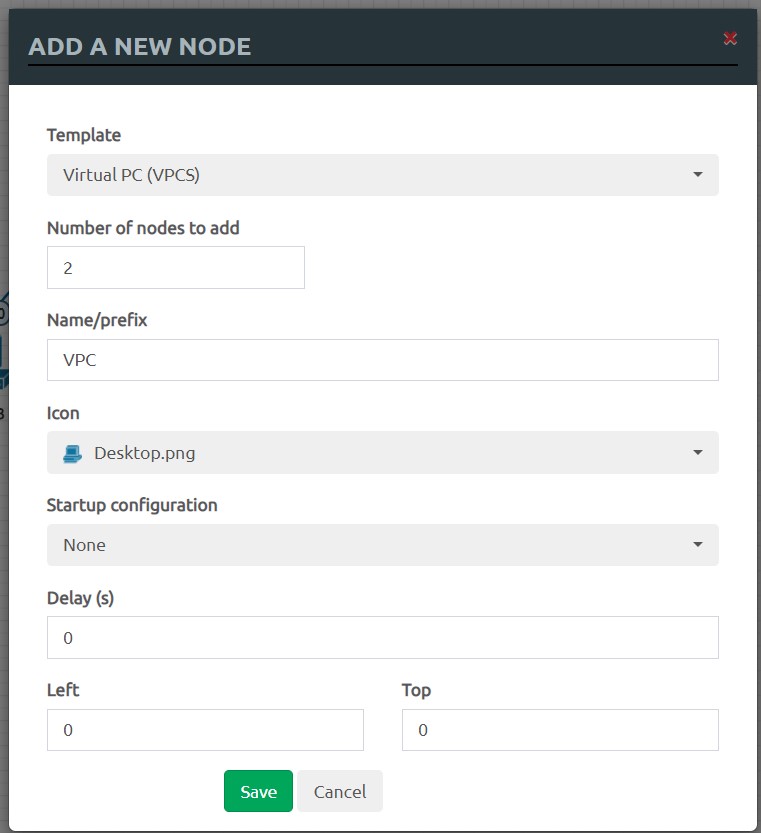 ADD A NEW NODE
Template
Virtual PC (VPCS)
Number of nodes to add
2
Name/prefix
VPC
Icon
Desktop.png
Startup configuration
None
Delay (s)
0
Left Top
0 0
Save Cancel